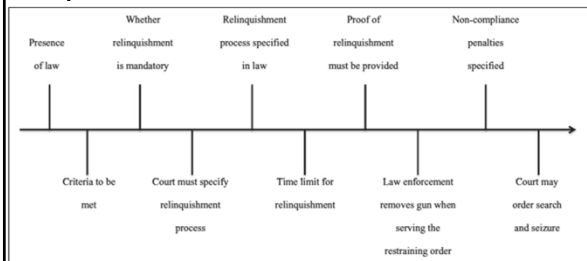 Presence
of law
Whether
relinquishment
is mandatory
Relinquishment
process specified
in law
Proof of
relinquishment
must be provided
Non-compliance
penalties
specified
Criteria to be
met
Court must specify
relinquishment
process
Time limit for
relinquishment
Law enforcement
removes gun when
serving the
restraining order
Court may
order search
and seizure